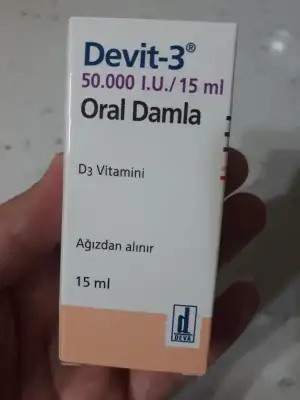 Devit-3®
50.000 I.U./15 ml
Oral Damla
D3 Vitamini
Ağızdan alınır
15 ml
d
DEVA